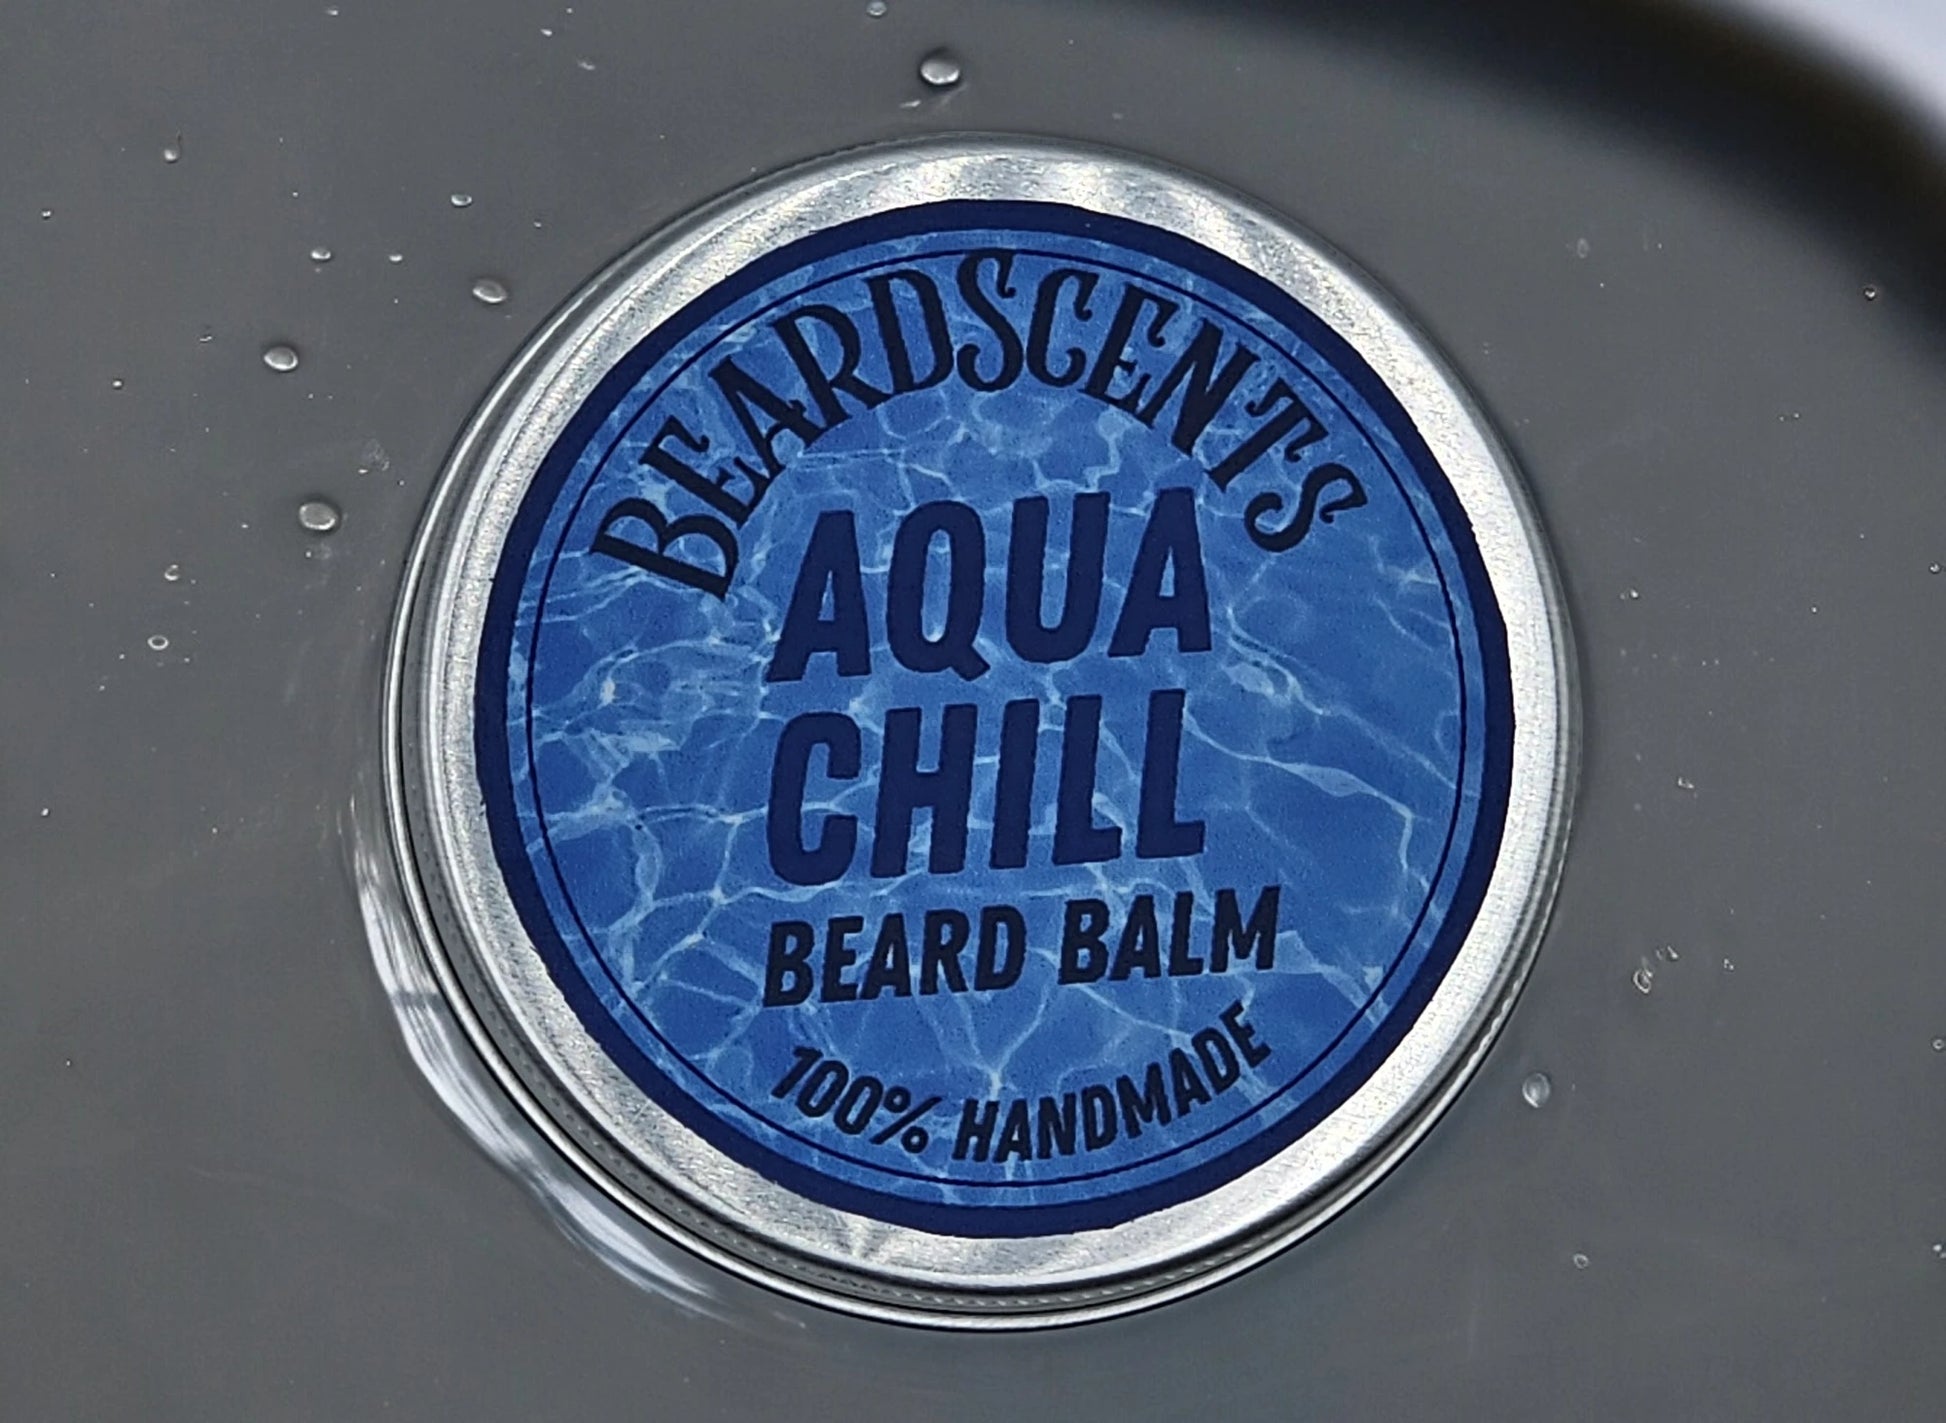 BEARDSCENTS
AQUA
CHILL
BEARD BALM
100% HANDMADE